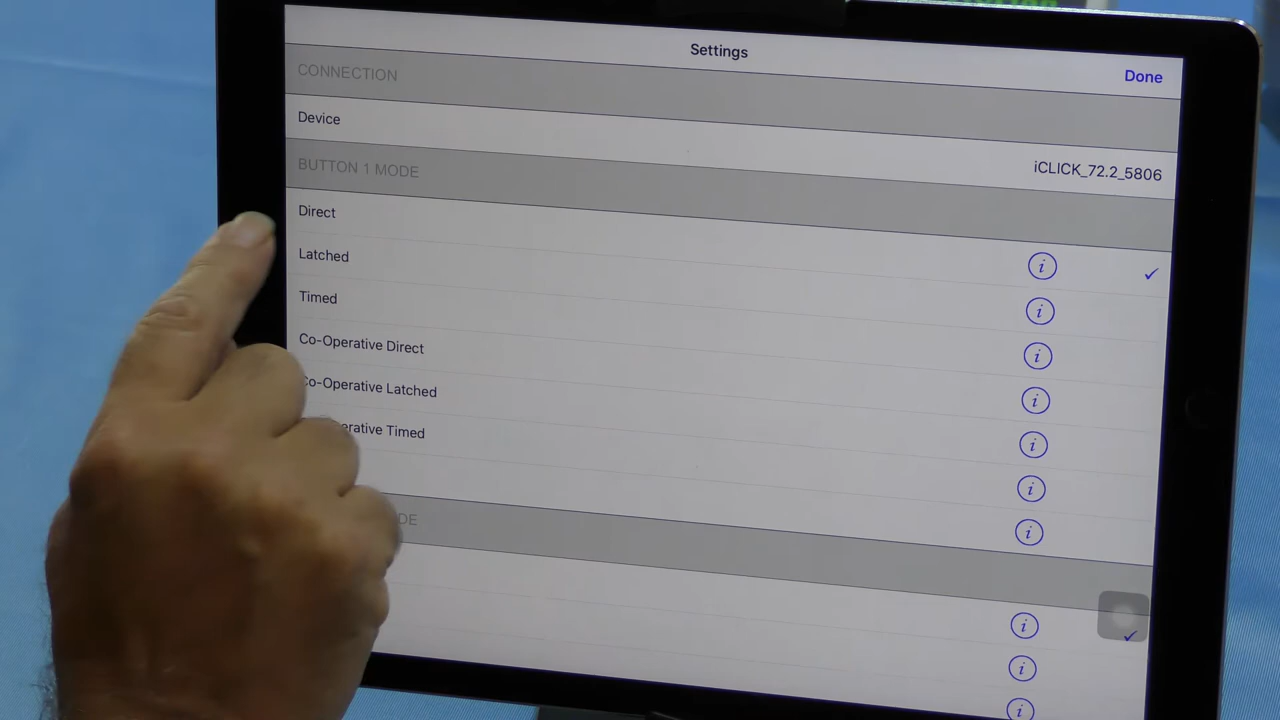 Settings
Done
CONNECTION
Device
iCLICK_72.2_5806
BUTTON 1 MODE
Direct
Latched
Timed
Co-Operative Direct
Co-Operative Latched
Timed